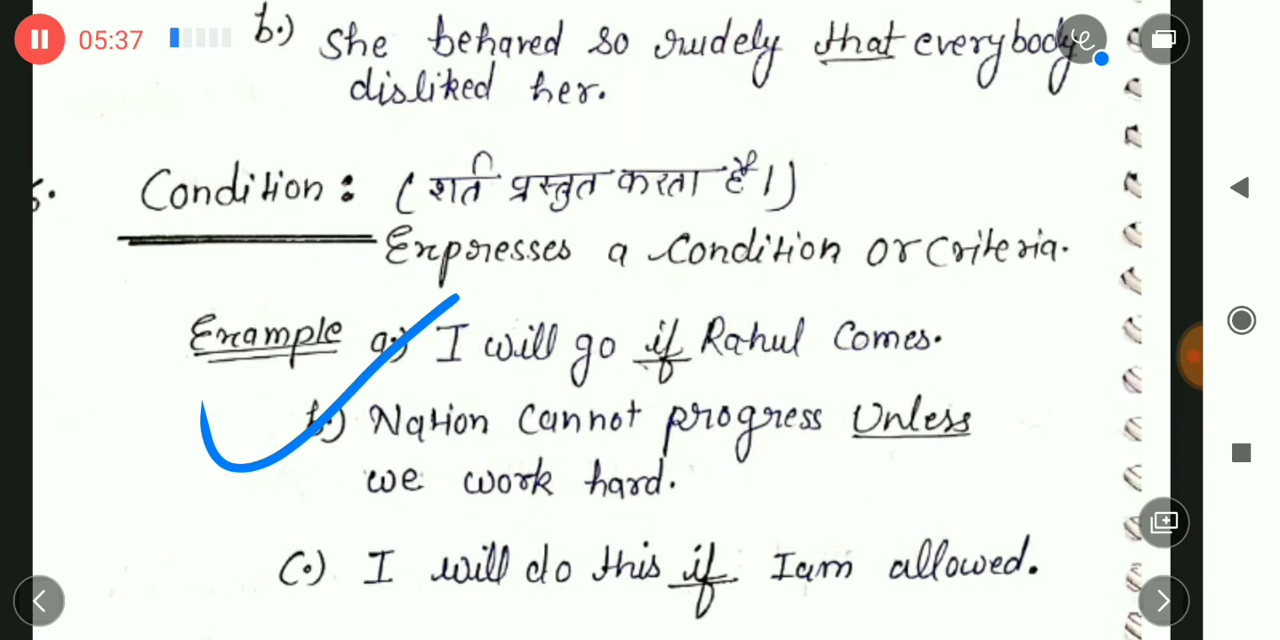 05:37
b.) She behaved so rudely that everybody
disliked her.
5. Condition: (शर्त प्रस्तुत करता है।)
Expresses a Condition or Criteria.
Example a.) I will go if Rahul Comes.
b.) Nation Cannot progress Unless
we work hard.
(c.) I will do this if I am allowed.